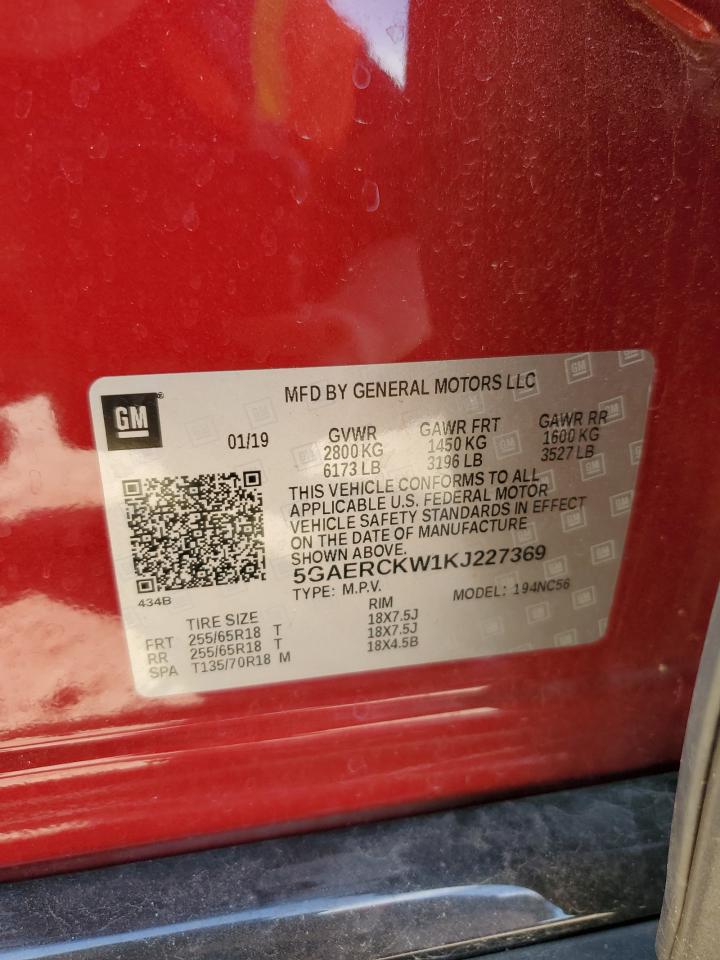 GM
MFD BY GENERAL MOTORS LLC
01/19
GVWR GAWR FRT GAWR RR
2800 KG 1450 KG 1600 KG
6173 LB 3196 LB 3527 LB
THIS VEHICLE CONFORMS TO ALL
APPLICABLE U.S. FEDERAL MOTOR
VEHICLE SAFETY STANDARDS IN EFFECT
ON THE DATE OF MANUFACTURE
SHOWN ABOVE.
5GAERCKW1KJ227369
434B
TYPE: M.P.V. MODEL: 194NC56
TIRE SIZE RIM
FRT 255/65R18 T 18X7.5J
RR 255/65R18 T 18X7.5J
SPA T135/70R18 M 18X4.5B